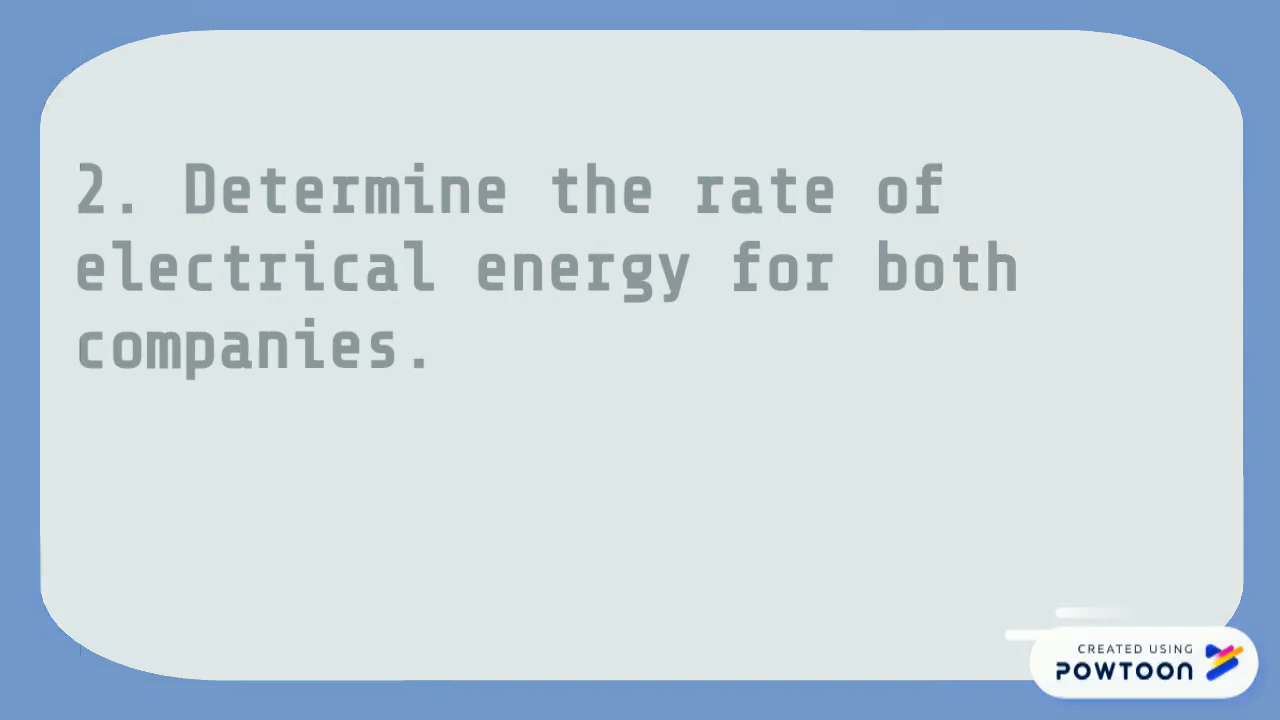 2. Determine the rate of
electrical energy for both
companies.
CREATED USING
POWTOON